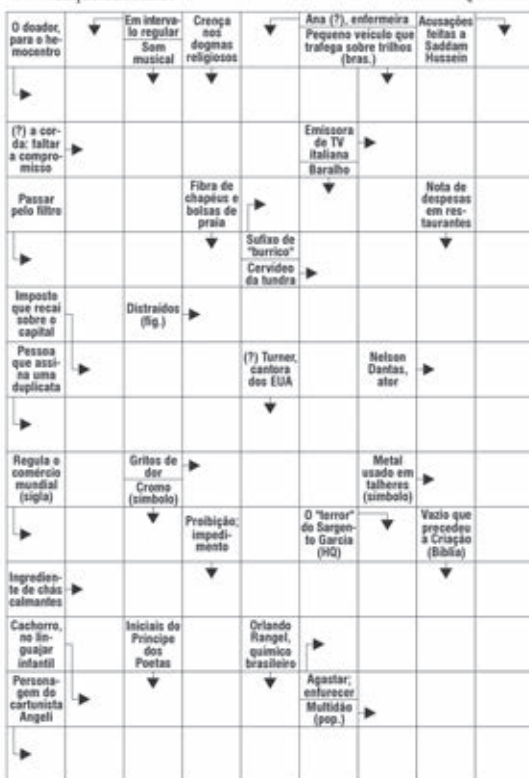 O doador,
para o he-
mocentro
Em interva-
lo regular
Som
musical
Crença
nos
dogmas
religiosos
Ana (?), enfermeira
Pequeno veículo que
trafega sobre trilhos
(bras.)
Acusações
feitas a
Saddam
Hussein
(?) a cor-
da: faltar
a compro-
misso
Emissora
de TV
italiana
Baralho
Passar
pelo filtro
Fibra de
chapéus e
bolsas de
praia
Nota de
despesas
em res-
taurantes
Sufixo de
"burrico"
Cervídeo
da tundra
Imposto
que recai
sobre o
capital
Distraídos
(fig.)
Pessoa
que assi-
na uma
duplicata
(?) Turner,
cantora
dos EUA
Nelson
Dantas,
ator
Regula o
comércio
mundial
(sigla)
Gritos de
dor
Cromo
(símbolo)
Metal
usado em
talheres
(símbolo)
Proibição;
impedi-
mento
O "terror"
do Sargen-
to Garcia
(HQ)
Vazio que
precedeu
a Criação
(Bíblia)
Ingredien-
te de chás
calmantes
Cachorro,
no lin-
guajar
infantil
Iniciais do
Príncipe
dos
Poetas
Orlando
Rangel,
químico
brasileiro
Persona-
gem do
cartunista
Angeli
Agastar;
enfurecer
Multidão
(pop.)